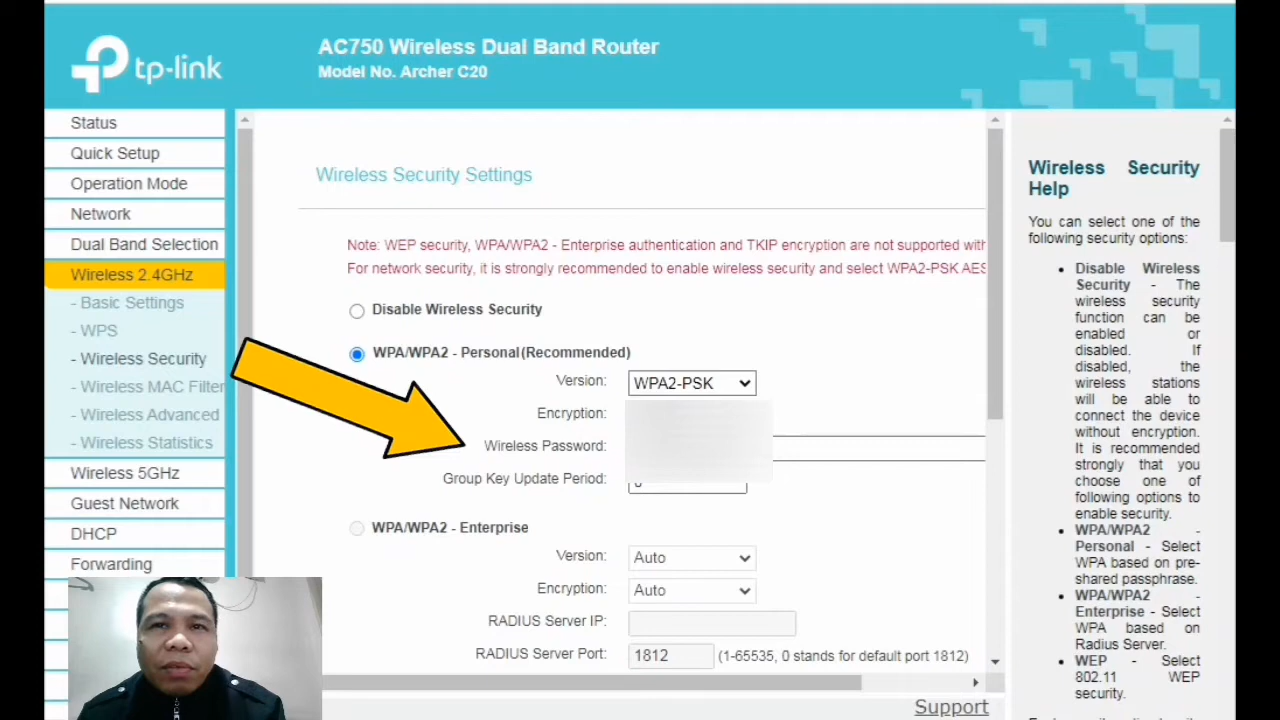 tp-link
AC750 Wireless Dual Band Router
Model No. Archer C20
Status
Quick Setup
Operation Mode
Network
Dual Band Selection
Wireless 2.4GHz
- Basic Settings
- WPS
- Wireless Security
- Wireless MAC Filter
- Wireless Advanced
- Wireless Statistics
Wireless 5GHz
Guest Network
DHCP
Forwarding
Wireless Security Settings
Note: WEP security, WPA/WPA2 - Enterprise authentication and TKIP encryption are not supported with
For network security, it is strongly recommended to enable wireless security and select WPA2-PSK AES
Disable Wireless Security
WPA/WPA2 - Personal(Recommended)
Version: WPA2-PSK
Encryption:
Wireless Password:
Group Key Update Period:
WPA/WPA2 - Enterprise
Version: Auto
Encryption: Auto
RADIUS Server IP:
RADIUS Server Port: 1812 (1-65535, 0 stands for default port 1812)
Support
Wireless Security
Help
You can select one of the
following security options:
• Disable Wireless
Security - The
wireless security
function can be
enabled or
disabled. If
disabled, the
wireless stations
will be able to
connect the device
without encryption.
It is recommended
strongly that you
choose one of
following options to
enable security.
• WPA/WPA2 -
Personal - Select
WPA based on pre-
shared passphrase.
• WPA/WPA2 -
Enterprise - Select
WPA based on
Radius Server.
• WEP - Select
802.11 WEP
security.